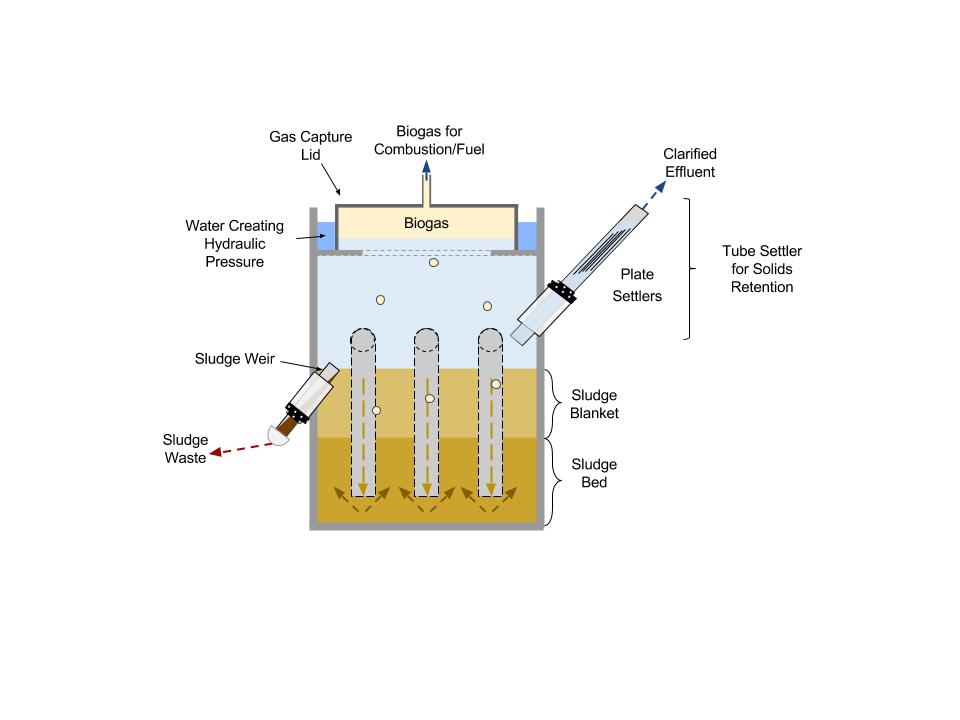 Gas Capture
Lid
Biogas for
Combustion/Fuel
Clarified
Effluent
Water Creating
Hydraulic
Pressure
Biogas
Plate
Settlers
Tube Settler
for Solids
Retention
Sludge Weir
Sludge
Blanket
Sludge
Waste
Sludge
Bed